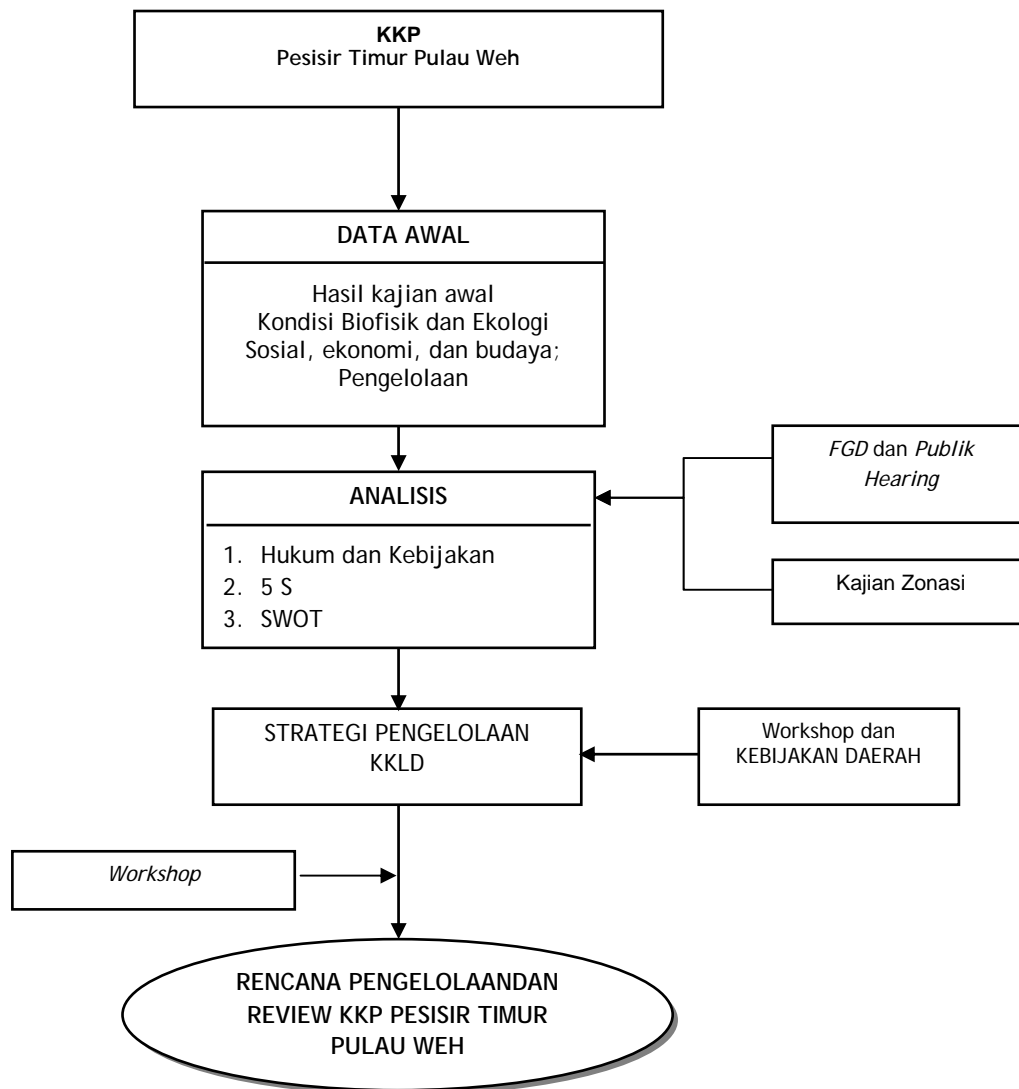 KKP
Pesisir Timur Pulau Weh
DATA AWAL
Hasil kajian awal
Kondisi Biofisik dan Ekologi
Sosial, ekonomi, dan budaya;
Pengelolaan
FGD dan Publik
Hearing
ANALISIS
1. Hukum dan Kebijakan
2. 5 S
3. SWOT
Kajian Zonasi
STRATEGI PENGELOLAAN
KKLD
Workshop dan
KEBIJAKAN DAERAH
Workshop
RENCANA PENGELOLAANDAN
REVIEW KKP PESISIR TIMUR
PULAU WEH